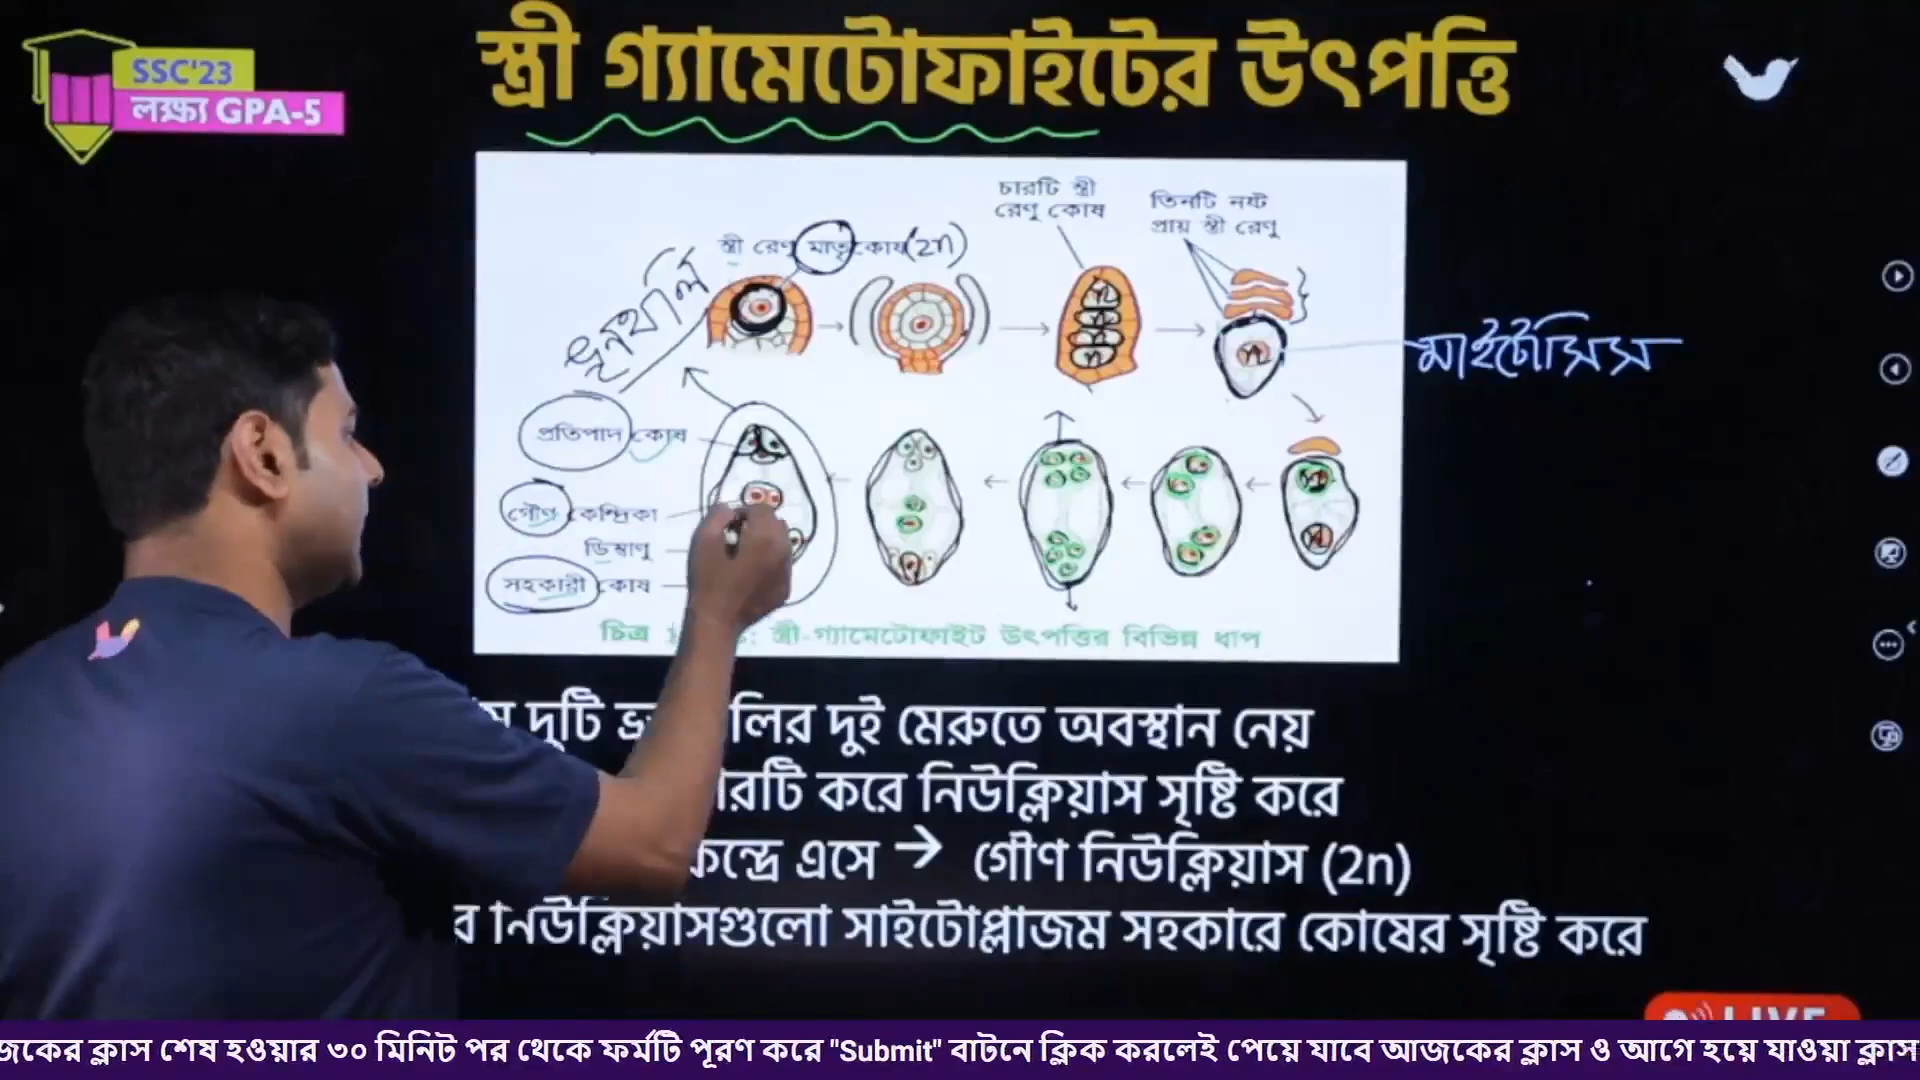 স্ত্রী গ্যামেটোফাইটের উৎপত্তি
SSC'23
লক্ষ্য GPA-5
চারটি স্ত্রী
রেণু কোষ
তিনটি নষ্ট
প্রায় স্ত্রী রেণু
স্ত্রী রেণু মাতৃকোষ (2n)
ভ্রূণথলি
মাইটোসিস
প্রতিপাদ কোষ
গৌণ কেন্দ্রিকা
ডিম্বাণু
সহকারী কোষ
চিত্র : স্ত্রী-গ্যামেটোফাইট উৎপত্তির বিভিন্ন ধাপ
দুটি লির দুই মেরুতে অবস্থান নেয়
রটি করে নিউক্লিয়াস সৃষ্টি করে
কেন্দ্রে এসে → গৌণ নিউক্লিয়াস (2n)
র নিউক্লিয়াসগুলো সাইটোপ্লাজম সহকারে কোষের সৃষ্টি করে
LIVE
জকের ক্লাস শেষ হওয়ার ৩০ মিনিট পর থেকে ফর্মটি পূরণ করে "Submit" বাটনে ক্লিক করলেই পেয়ে যাবে আজকের ক্লাস ও আগে হয়ে যাওয়া ক্লাস